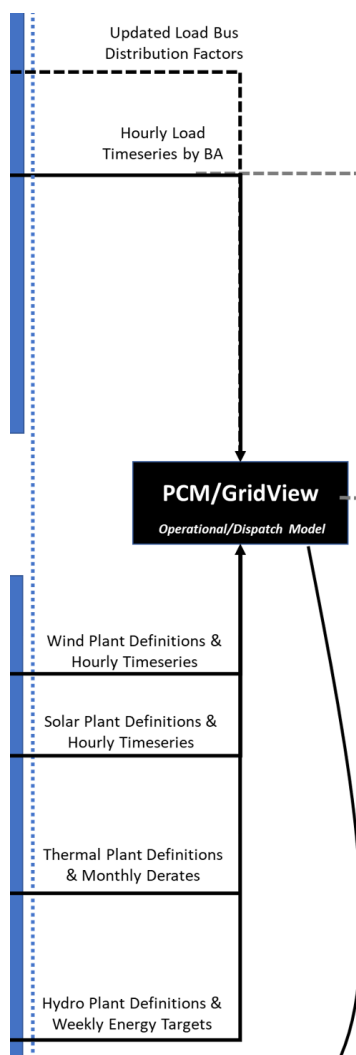 Updated Load Bus
Distribution Factors
Hourly Load
Timeseries by BA
PCM/GridView
Operational/Dispatch Model
Wind Plant Definitions &
Hourly Timeseries
Solar Plant Definitions &
Hourly Timeseries
Thermal Plant Definitions
& Monthly Derates
Hydro Plant Definitions &
Weekly Energy Targets